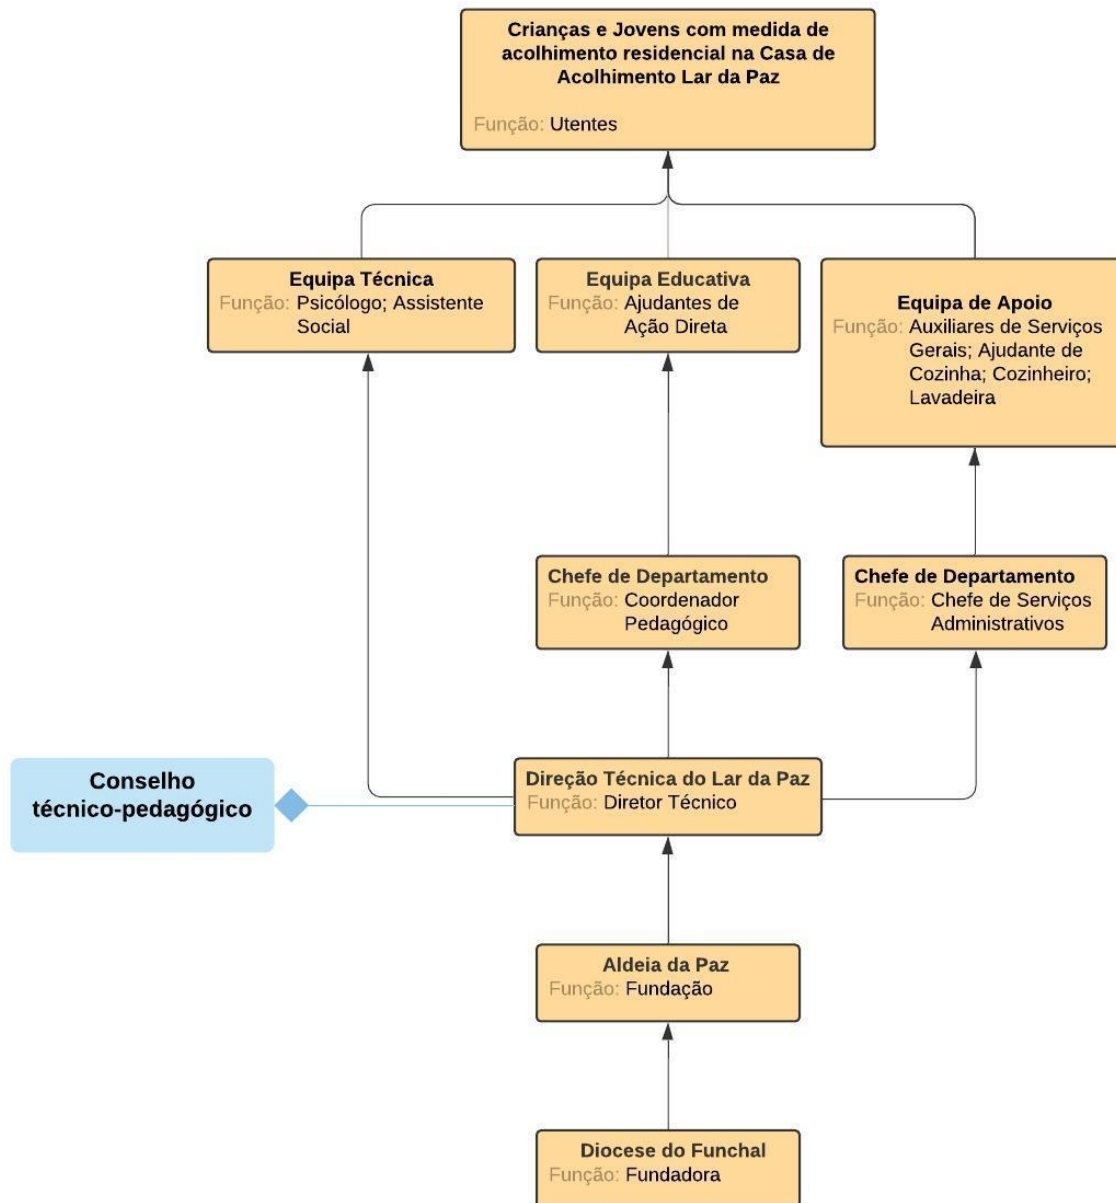 Crianças e Jovens com medida de
acolhimento residencial na Casa de
Acolhimento Lar da Paz
Função: Utentes
Equipa Técnica
Função: Psicólogo; Assistente
Social
Equipa Educativa
Função: Ajudantes de
Ação Direta
Equipa de Apoio
Função: Auxiliares de Serviços
Gerais; Ajudante de
Cozinha; Cozinheiro;
Lavadeira
Chefe de Departamento
Função: Coordenador
Pedagógico
Chefe de Departamento
Função: Chefe de Serviços
Administrativos
Conselho
técnico-pedagógico
Direção Técnica do Lar da Paz
Função: Diretor Técnico
Aldeia da Paz
Função: Fundação
Diocese do Funchal
Função: Fundadora